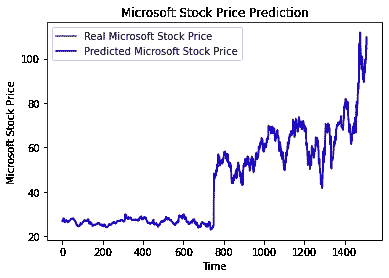 Microsoft Stock Price Prediction
Real Microsoft Stock Price
Predicted Microsoft Stock Price
Microsoft Stock Price
100
80
60
40
20
0 200 400 600 800 1000 1200 1400
Time